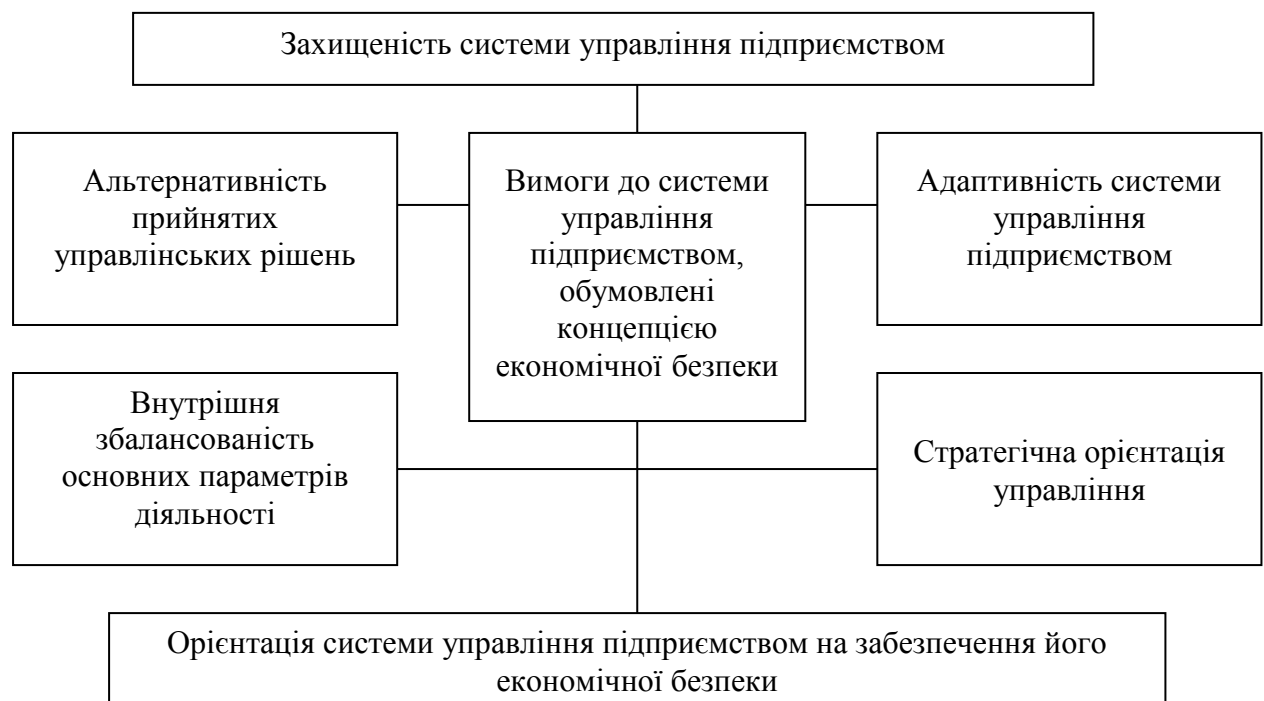 Захищеність системи управління підприємством
Альтернативність
прийнятих
управлінських рішень
Вимоги до системи
управління
підприємством,
обумовлені
концепцією
економічної безпеки
Адаптивність системи
управління
підприємством
Внутрішня
збалансованість
основних параметрів
діяльності
Стратегічна орієнтація
управління
Орієнтація системи управління підприємством на забезпечення його
економічної безпеки